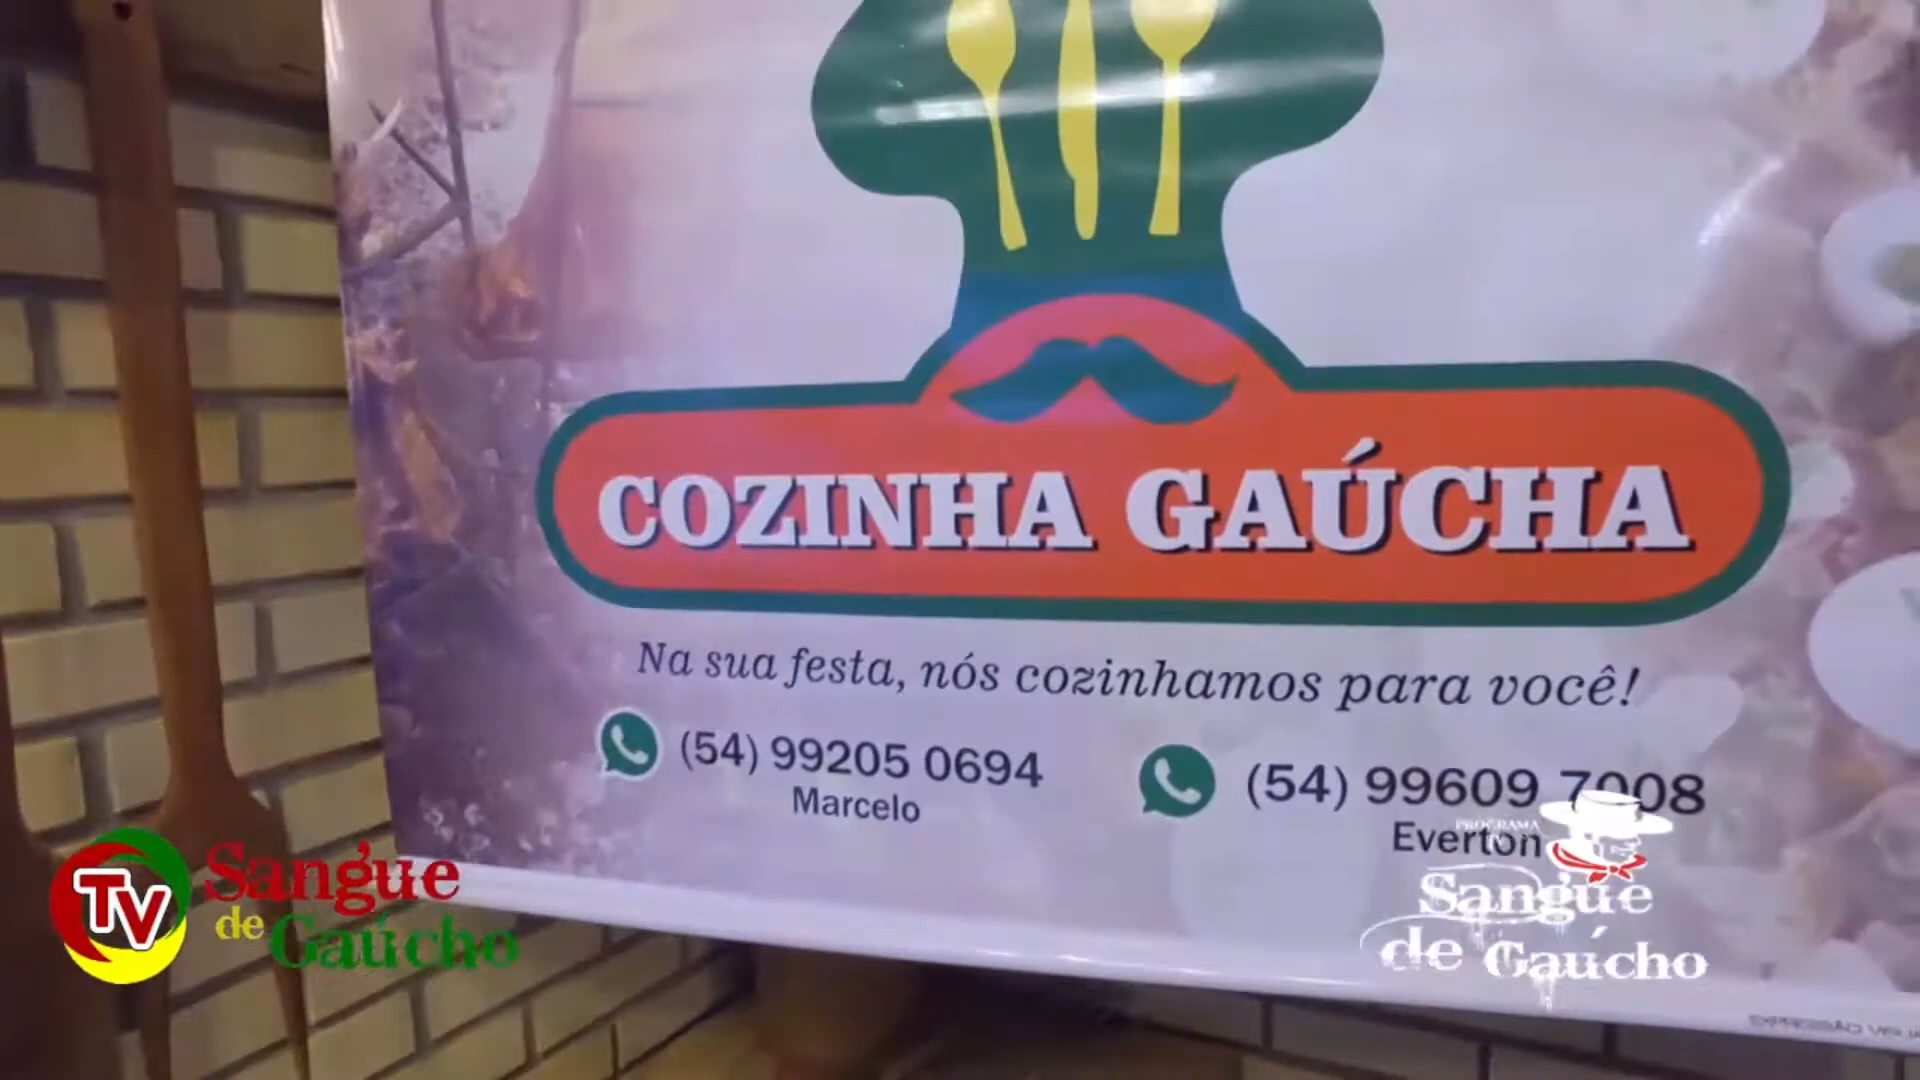 COZINHA GAÚCHA
Na sua festa, nós cozinhamos para você!
(54) 99205 0694
Marcelo
(54) 99609 7008
Everton
TV
Sangue
de Gaúcho
PROGRAMA
Sangue
de Gaúcho